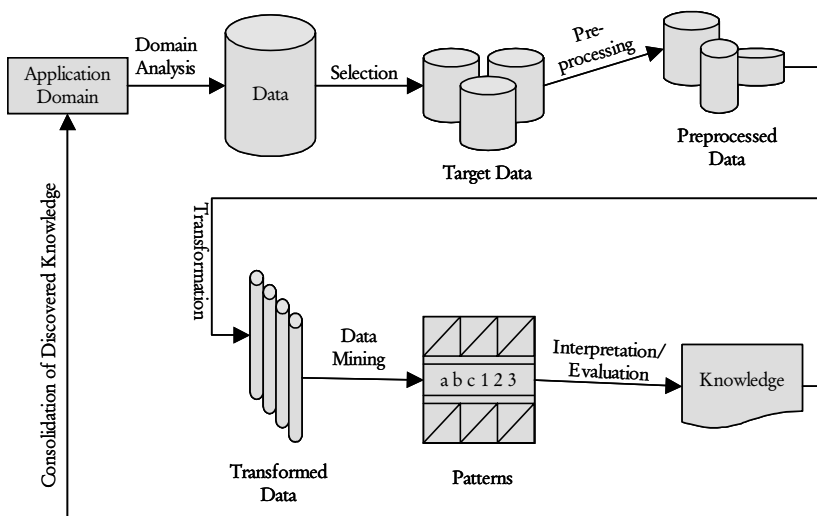 Domain
Analysis
Application
Domain
Data
Selection
Target Data
Pre-
processing
Preprocessed
Data
Transformation
Consolidation of Discovered Knowledge
Transformed
Data
Data
Mining
a b c 1 2 3
Patterns
Interpretation/
Evaluation
Knowledge